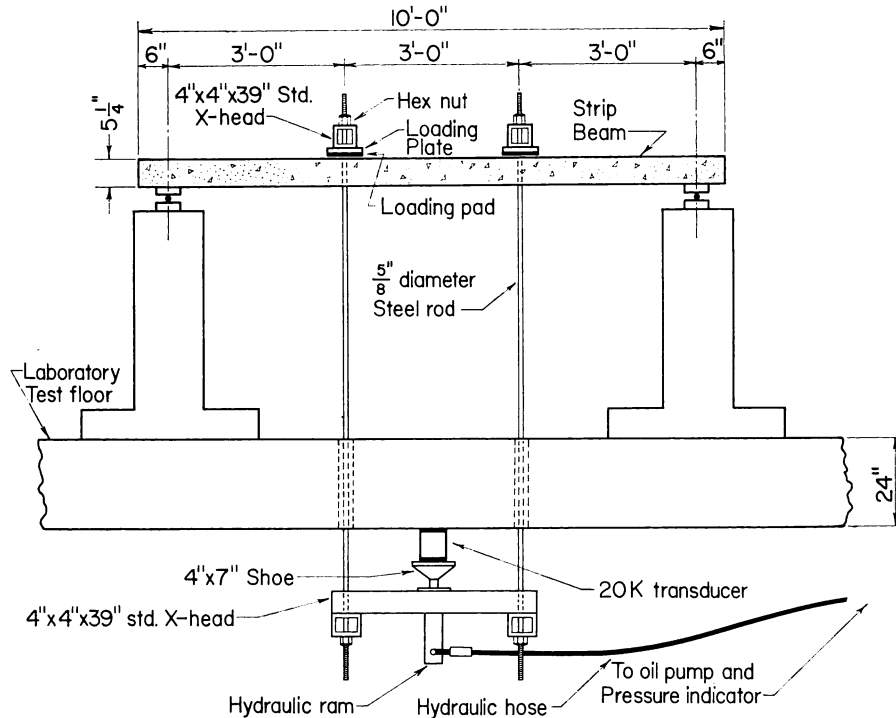 10'-0"
6" 3'-0" 3'-0" 3'-0" 6"
4"x4"x39" Std.
X-head
Hex nut
Loading
Plate
Strip
Beam
5 1/4"
Loading pad
5/8" diameter
Steel rod
Laboratory
Test floor
24"
4"x7" Shoe
20K transducer
4"x4"x39" std. X-head
To oil pump and
Pressure indicator
Hydraulic ram
Hydraulic hose